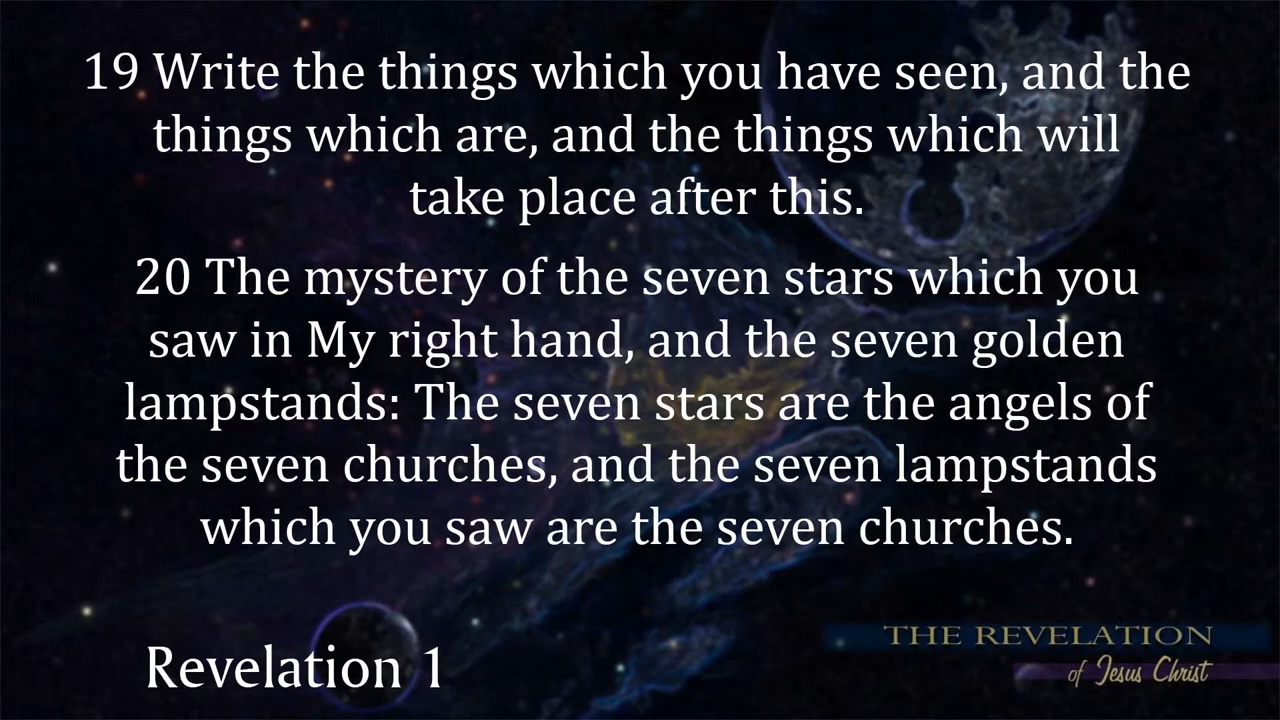 19 Write the things which you have seen, and the
things which are, and the things which will
take place after this.
20 The mystery of the seven stars which you
saw in My right hand, and the seven golden
lampstands: The seven stars are the angels of
the seven churches, and the seven lampstands
which you saw are the seven churches.
Revelation 1
THE REVELATION
of Jesus Christ